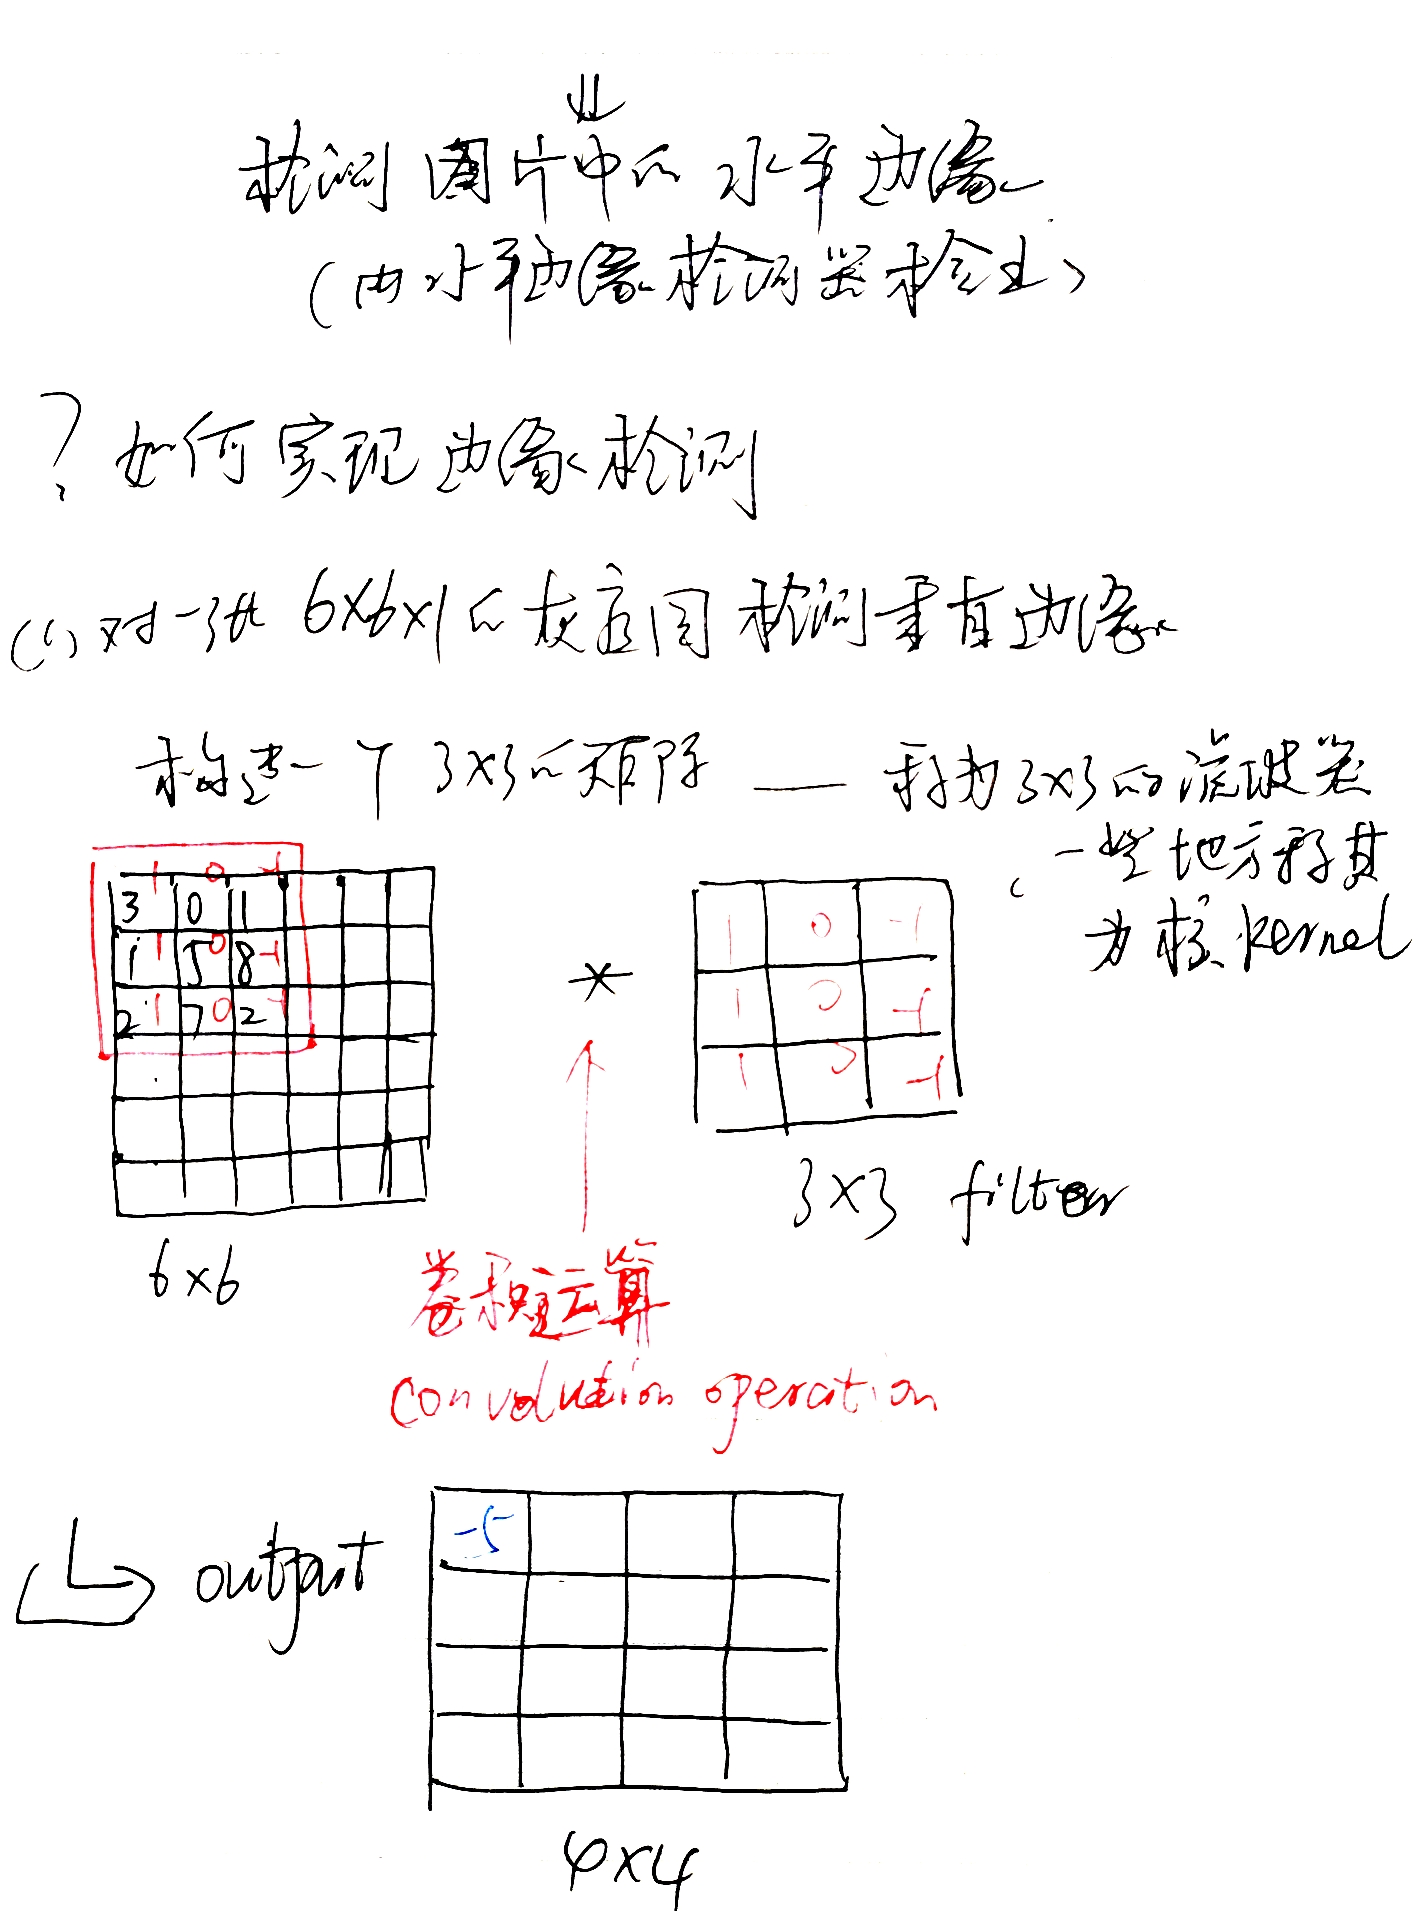 ⇓
检测图片中的水平边缘
(由水平边缘检测器检出)
? 如何实现边缘检测
(1) 对一张 6×6×1的灰度图检测垂直边缘
构造一个 3×3的矩阵 —— 称为3×3的滤波器
一些地方称其
为核 kernel
1 0 -1
3 0 1
1 0 -1
1 5 8
1 0 -1
2 7 2
*
1 0 -1
1 0 -1
1 0 -1
6×6
3×3 filter
卷积运算
convolution operation
output
-5
4×4